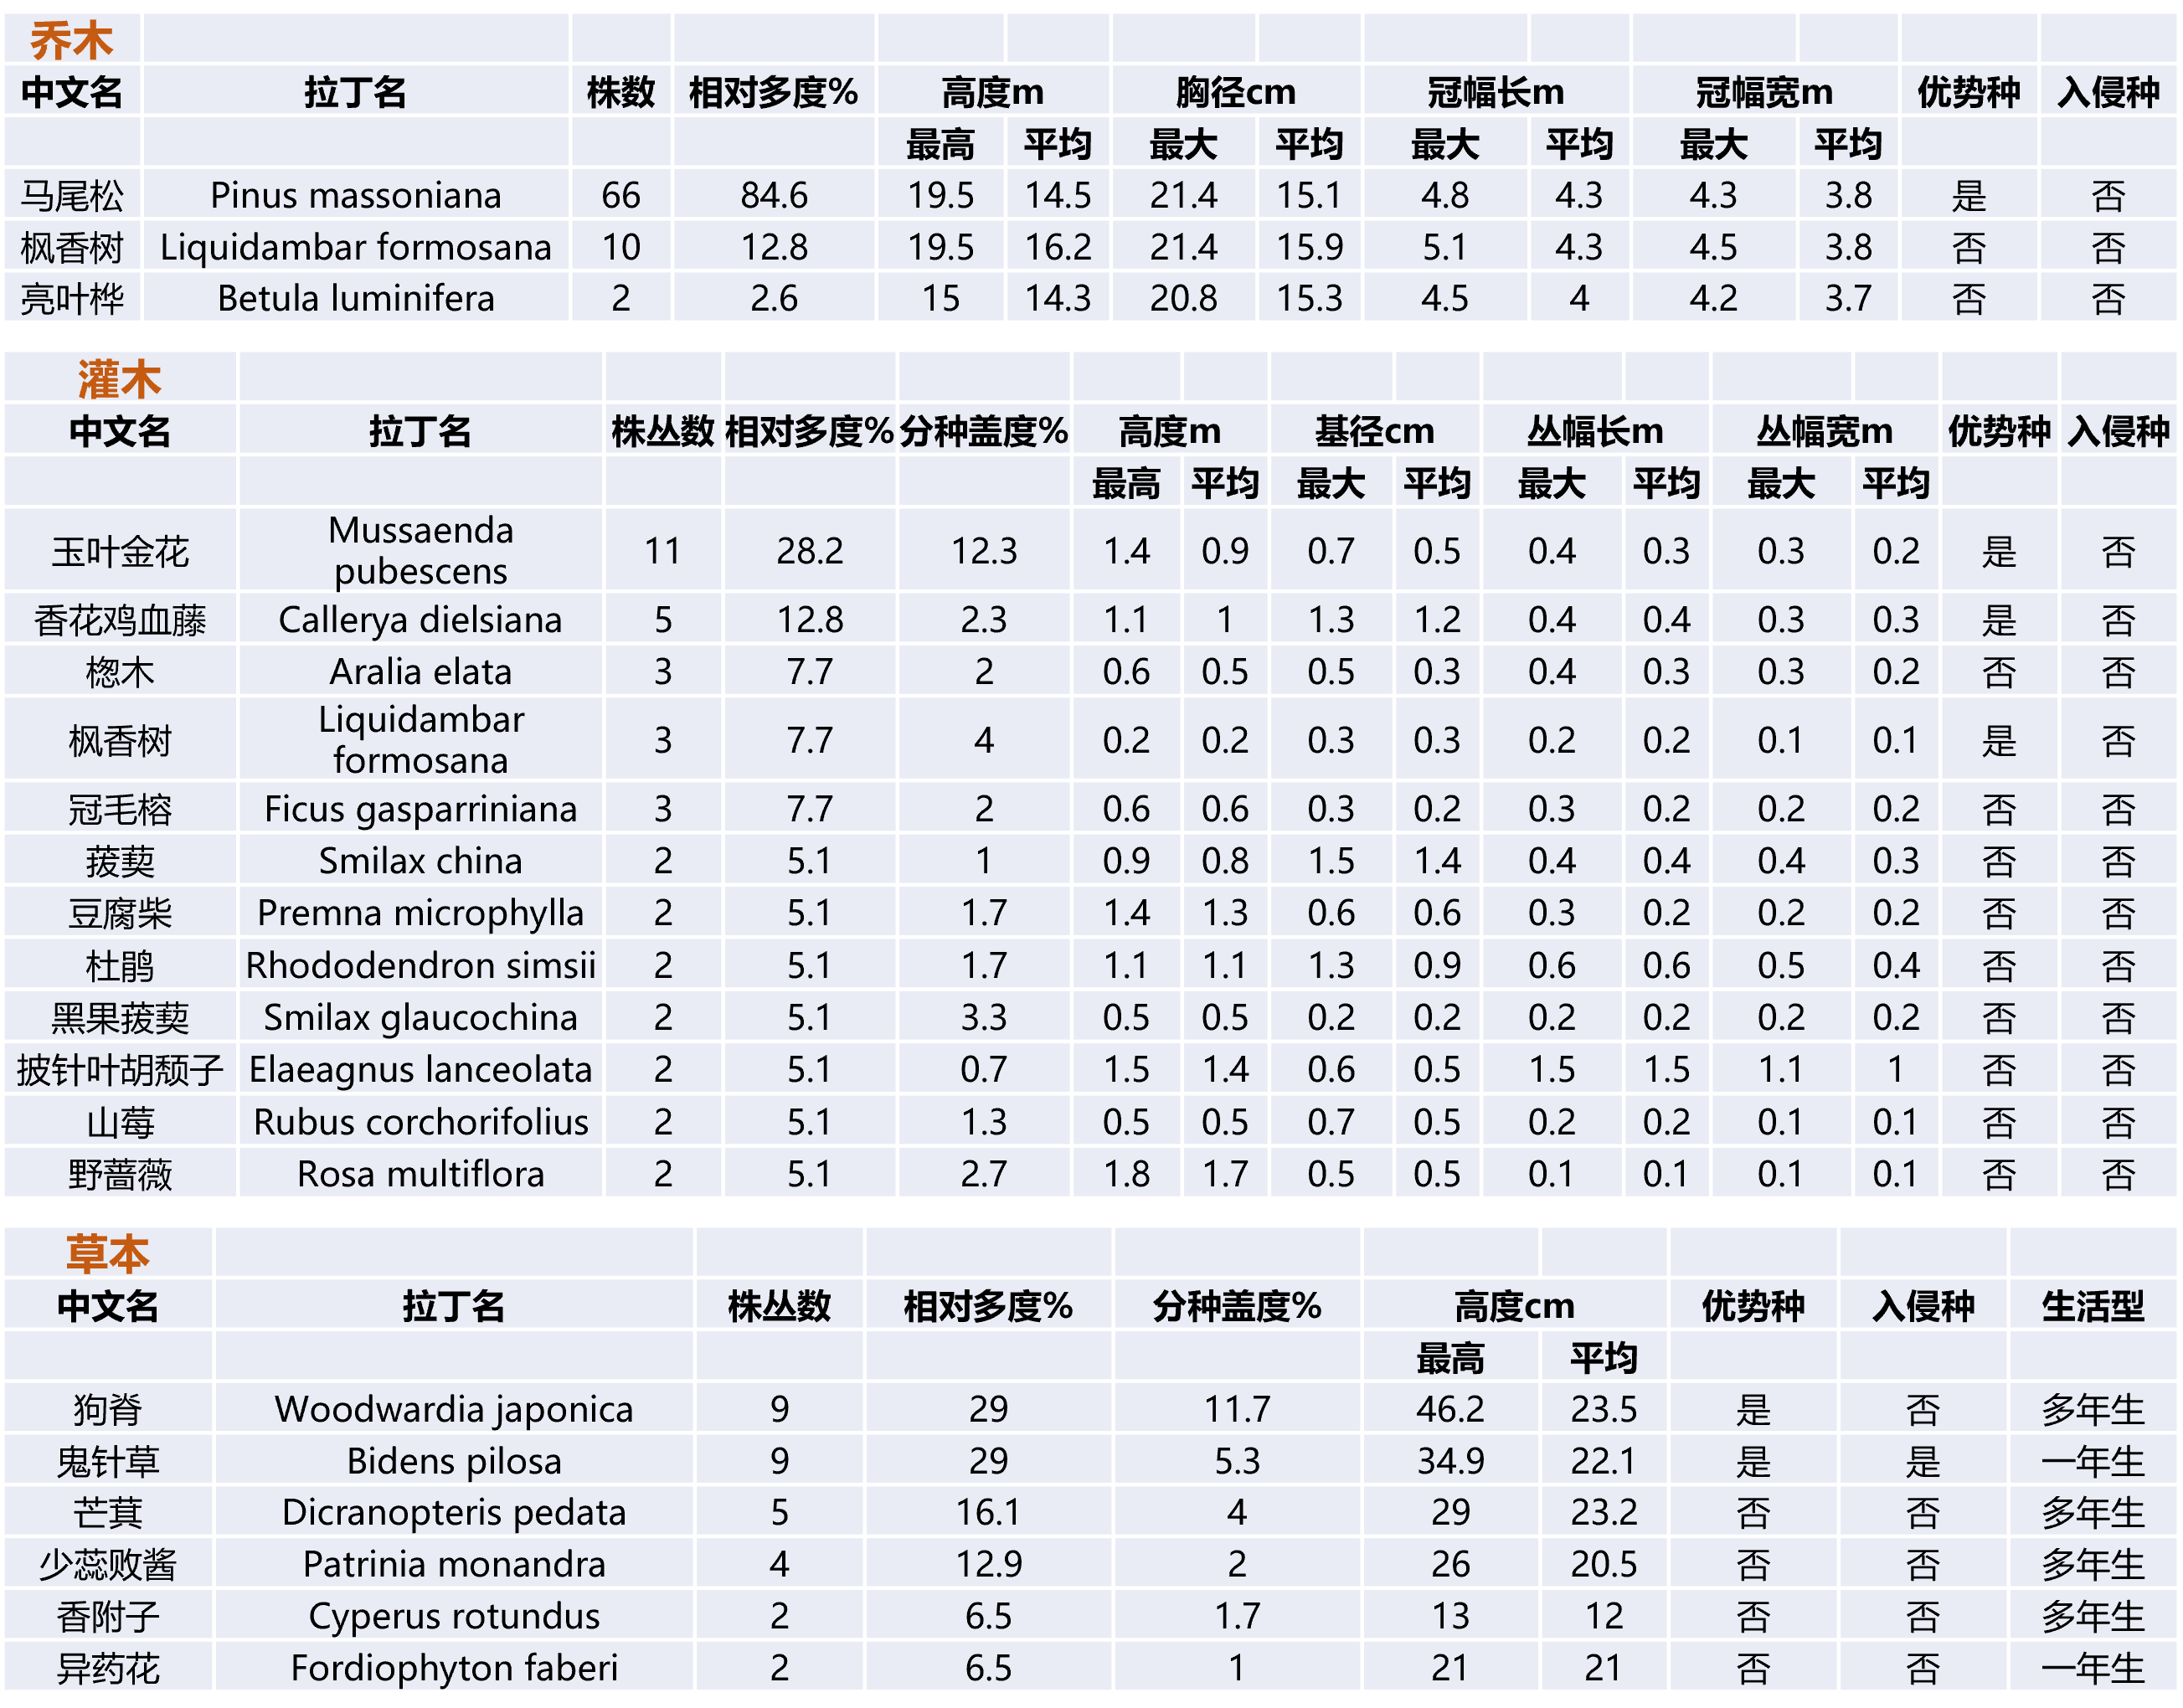 乔木
中文名 拉丁名 株数 相对多度% 高度m 胸径cm 冠幅长m 冠幅宽m 优势种 入侵种
最高 平均 最大 平均 最大 平均 最大 平均
马尾松 Pinus massoniana 66 84.6 19.5 14.5 21.4 15.1 4.8 4.3 4.3 3.8 是 否
枫香树 Liquidambar formosana 10 12.8 19.5 16.2 21.4 15.9 5.1 4.3 4.5 3.8 否 否
亮叶桦 Betula luminifera 2 2.6 15 14.3 20.8 15.3 4.5 4 4.2 3.7 否 否
灌木
中文名 拉丁名 株丛数 相对多度% 分种盖度% 高度m 基径cm 丛幅长m 丛幅宽m 优势种 入侵种
最高 平均 最大 平均 最大 平均 最大 平均
玉叶金花 Mussaenda
pubescens 11 28.2 12.3 1.4 0.9 0.7 0.5 0.4 0.3 0.3 0.2 是 否
香花鸡血藤 Callerya dielsiana 5 12.8 2.3 1.1 1 1.3 1.2 0.4 0.4 0.3 0.3 是 否
楤木 Aralia elata 3 7.7 2 0.6 0.5 0.5 0.3 0.4 0.3 0.3 0.2 否 否
枫香树 Liquidambar
formosana 3 7.7 4 0.2 0.2 0.3 0.3 0.2 0.2 0.1 0.1 是 否
冠毛榕 Ficus gasparriniana 3 7.7 2 0.6 0.6 0.3 0.2 0.3 0.2 0.2 0.2 否 否
菝葜 Smilax china 2 5.1 1 0.9 0.8 1.5 1.4 0.4 0.4 0.4 0.3 否 否
豆腐柴 Premna microphylla 2 5.1 1.7 1.4 1.3 0.6 0.6 0.3 0.2 0.2 0.2 否 否
杜鹃 Rhododendron simsii 2 5.1 1.7 1.1 1.1 1.3 0.9 0.6 0.6 0.5 0.4 否 否
黑果菝葜 Smilax glaucochina 2 5.1 3.3 0.5 0.5 0.2 0.2 0.2 0.2 0.2 0.2 否 否
披针叶胡颓子 Elaeagnus lanceolata 2 5.1 0.7 1.5 1.4 0.6 0.5 1.5 1.5 1.1 1 否 否
山莓 Rubus corchorifolius 2 5.1 1.3 0.5 0.5 0.7 0.5 0.2 0.2 0.1 0.1 否 否
野蔷薇 Rosa multiflora 2 5.1 2.7 1.8 1.7 0.5 0.5 0.1 0.1 0.1 0.1 否 否
草本
中文名 拉丁名 株丛数 相对多度% 分种盖度% 高度cm 优势种 入侵种 生活型
最高 平均
狗脊 Woodwardia japonica 9 29 11.7 46.2 23.5 是 否 多年生
鬼针草 Bidens pilosa 9 29 5.3 34.9 22.1 是 是 一年生
芒萁 Dicranopteris pedata 5 16.1 4 29 23.2 否 否 多年生
少蕊败酱 Patrinia monandra 4 12.9 2 26 20.5 否 否 多年生
香附子 Cyperus rotundus 2 6.5 1.7 13 12 否 否 多年生
异药花 Fordiophyton faberi 2 6.5 1 21 21 否 否 一年生